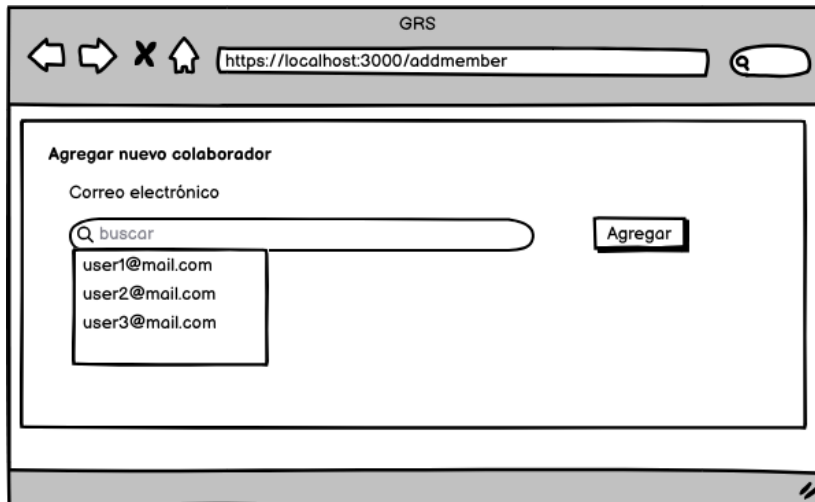 GRS
https://localhost:3000/addmember
Agregar nuevo colaborador
Correo electrónico
buscar
Agregar
user1@mail.com
user2@mail.com
user3@mail.com